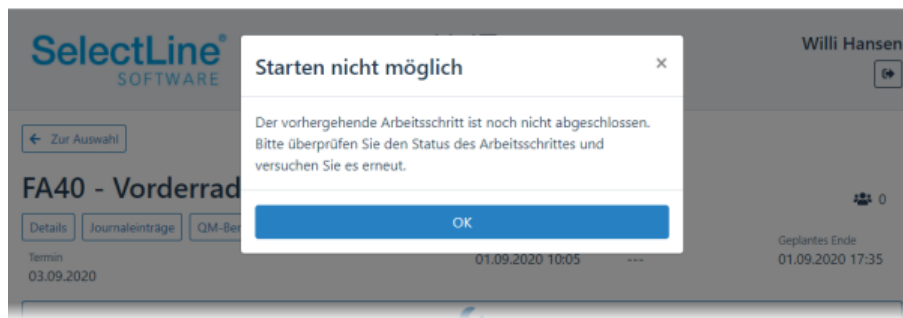 SelectLine®
SOFTWARE
Willi Hansen
Starten nicht möglich
×
Der vorhergehende Arbeitsschritt ist noch nicht abgeschlossen.
Bitte überprüfen Sie den Status des Arbeitsschrittes und
versuchen Sie es erneut.
OK
← Zur Auswahl
FA40 - Vorderrad
0
Details
Journaleinträge
Termin
03.09.2020
01.09.2020 10:05
---
Geplantes Ende
01.09.2020 17:35